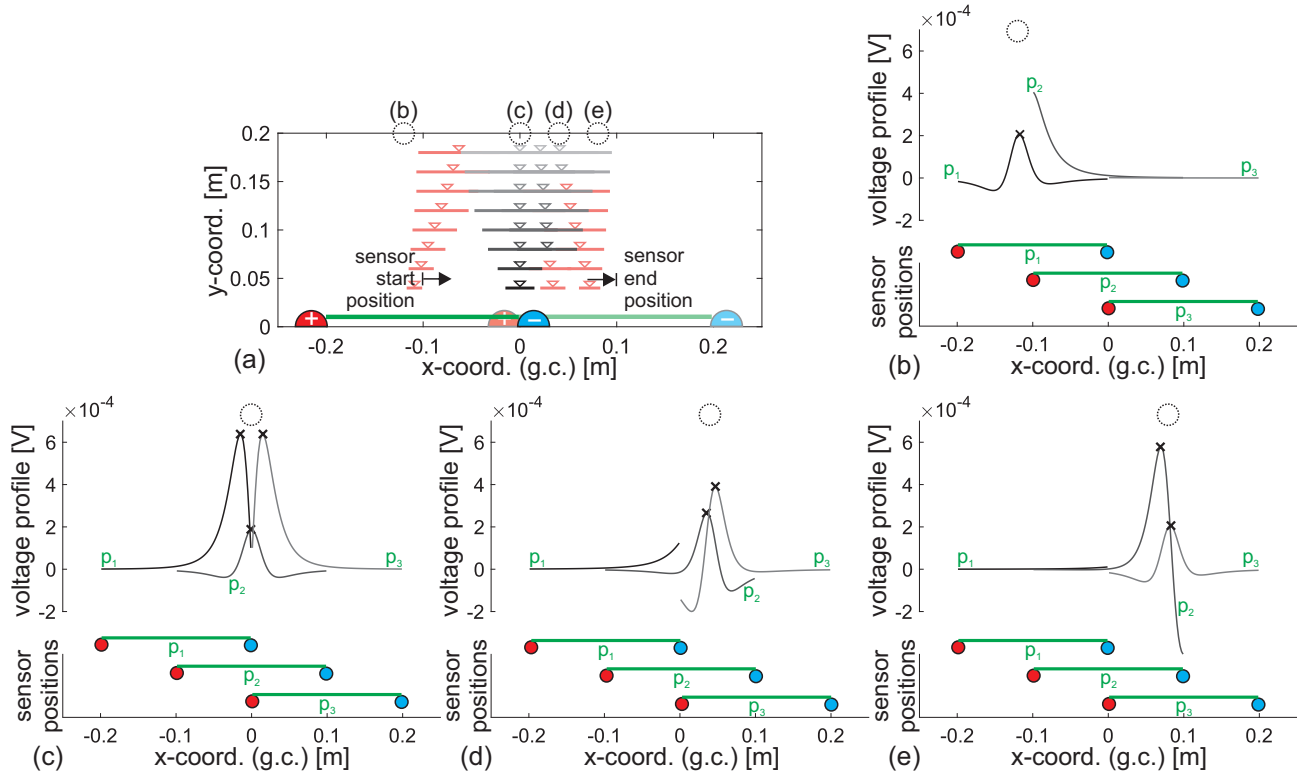 (b) (c) (d) (e)
0.2
0.15
0.1
0.05
0
y-coord. [m]
sensor
start
position
sensor
end
position
+ + − −
-0.2 -0.1 0 0.1 0.2
x-coord. (g.c.) [m]
(a)
×10⁻⁴
6
4
2
0
-2
voltage profile [V]
p₂
p₁
p₃
sensor
positions
p₁
p₂
p₃
-0.2 -0.1 0 0.1 0.2
x-coord. (g.c.) [m]
(b)
×10⁻⁴
6
4
2
0
-2
voltage profile [V]
p₁
p₃
p₂
sensor
positions
p₁
p₂
p₃
-0.2 -0.1 0 0.1 0.2
x-coord. (g.c.) [m]
(c)
×10⁻⁴
6
4
2
0
-2
voltage profile [V]
p₁
p₃
p₂
sensor
positions
p₁
p₂
p₃
-0.2 -0.1 0 0.1 0.2
x-coord. (g.c.) [m]
(d)
×10⁻⁴
6
4
2
0
-2
voltage profile [V]
p₁
p₃
p₂
sensor
positions
p₁
p₂
p₃
-0.2 -0.1 0 0.1 0.2
x-coord. (g.c.) [m]
(e)